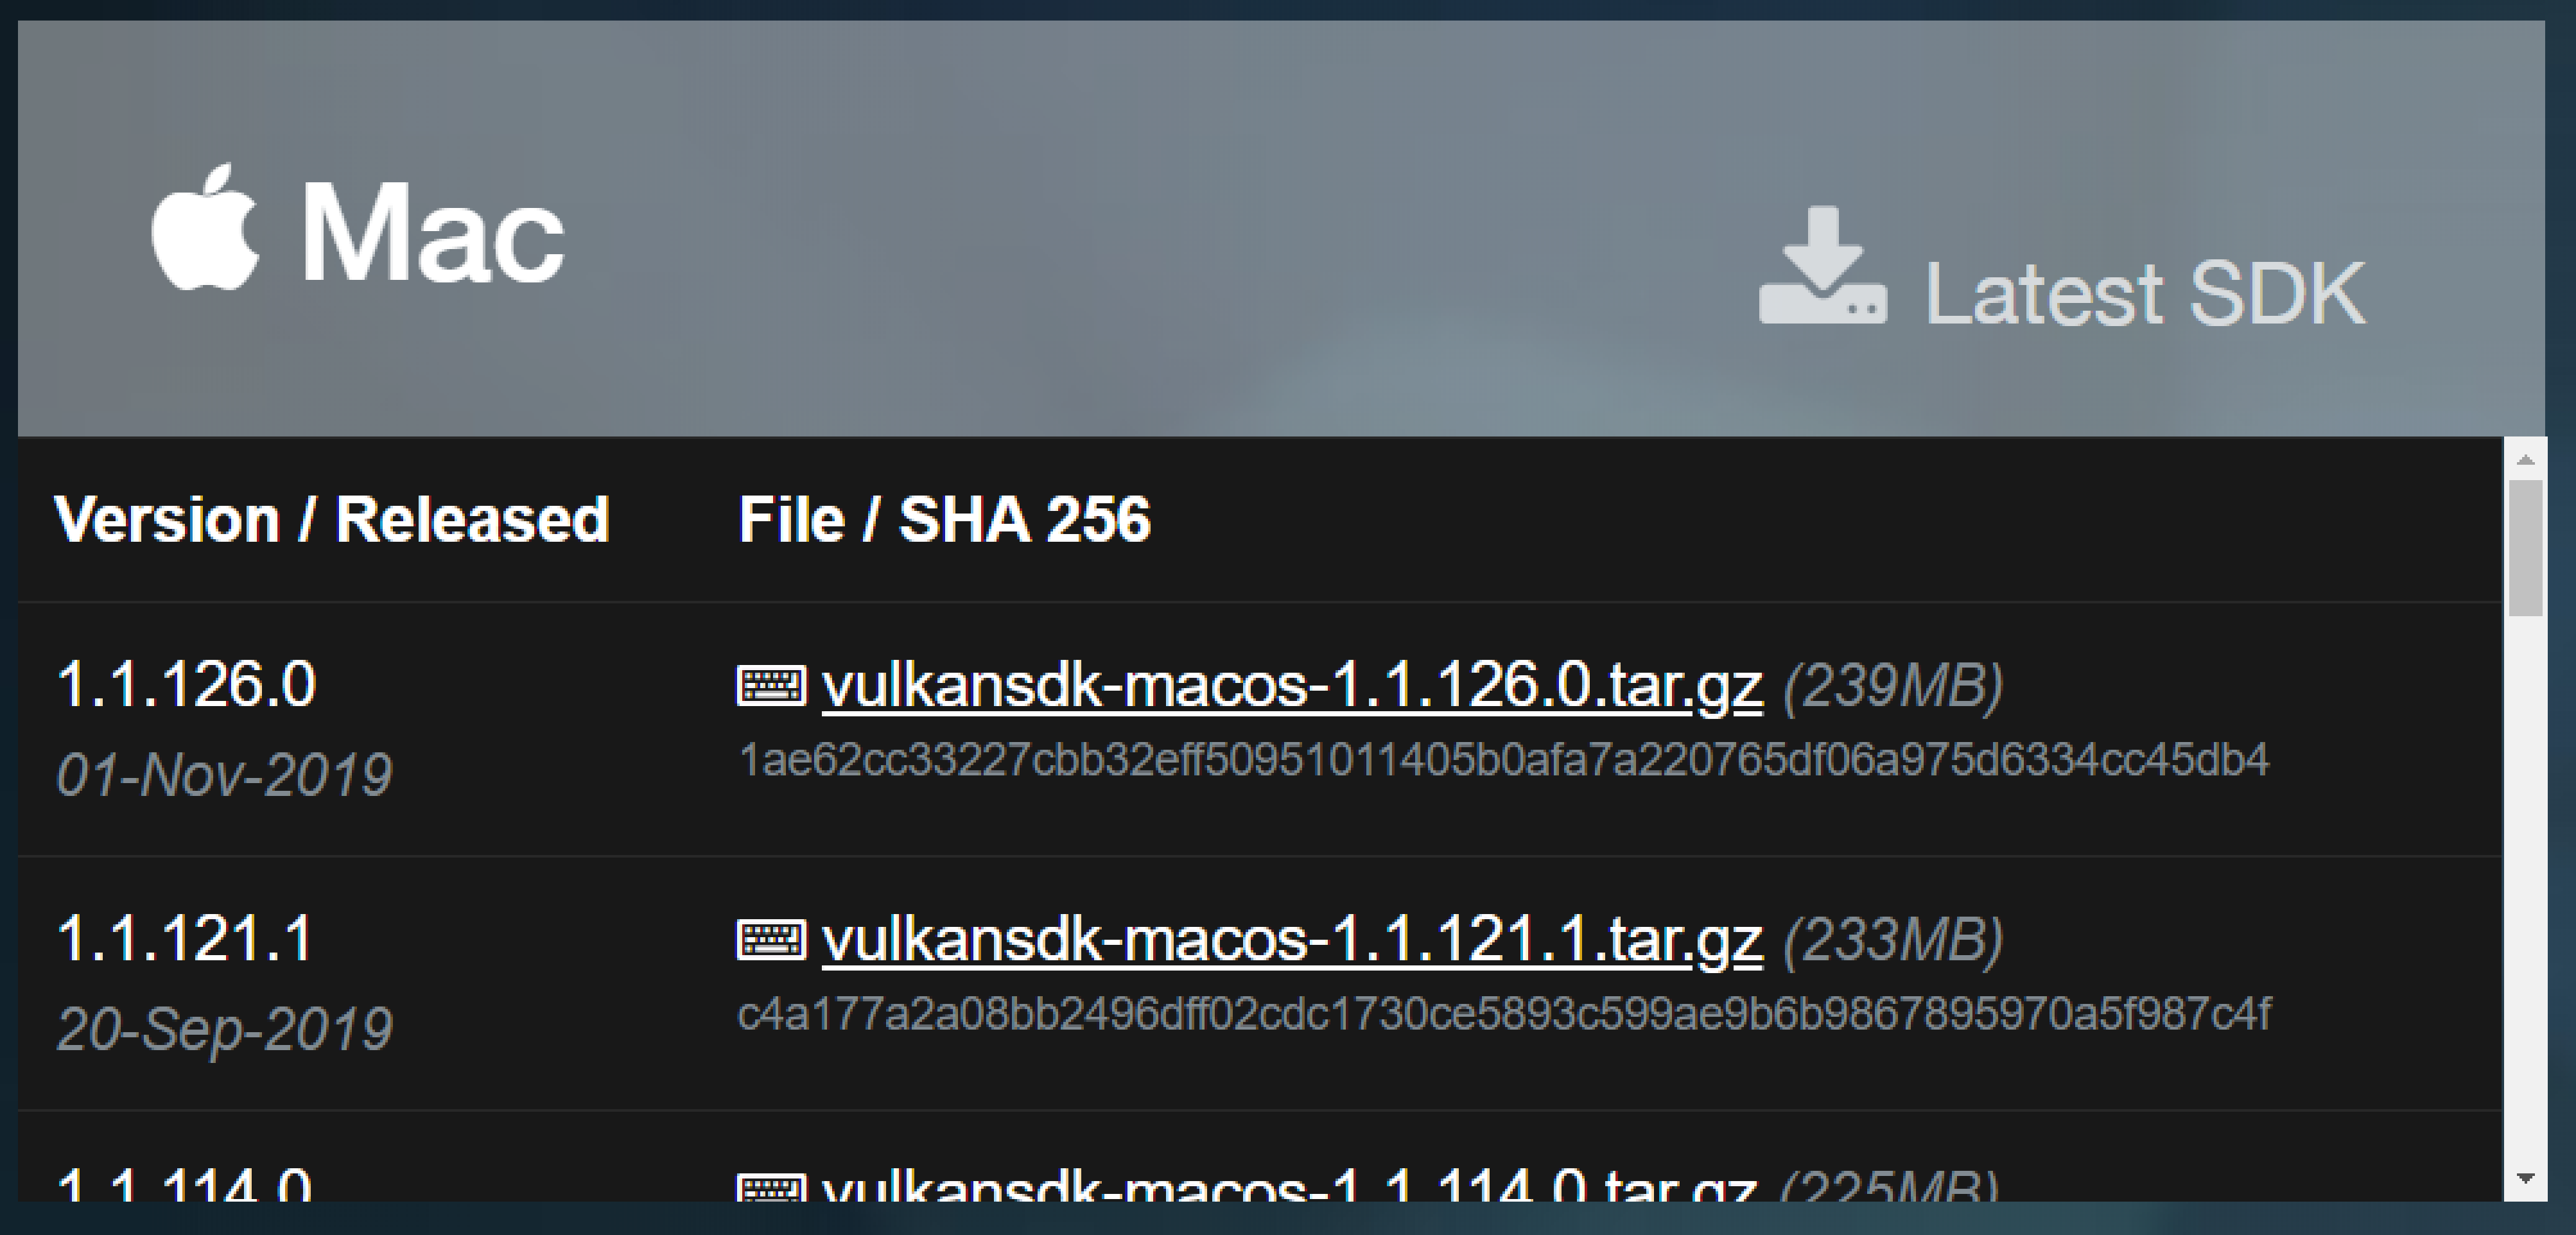 Mac
Latest SDK
Version / Released
File / SHA 256
1.1.126.0
vulkansdk-macos-1.1.126.0.tar.gz (239MB)
01-Nov-2019
1ae62cc33227cbb32eff50951011405b0afa7a220765df06a975d6334cc45db4
1.1.121.1
vulkansdk-macos-1.1.121.1.tar.gz (233MB)
20-Sep-2019
c4a177a2a08bb2496dff02cdc1730ce5893c599ae9b6b9867895970a5f987c4f
1.1.114.0
vulkansdk-macos-1.1.114.0.tar.gz (225MB)